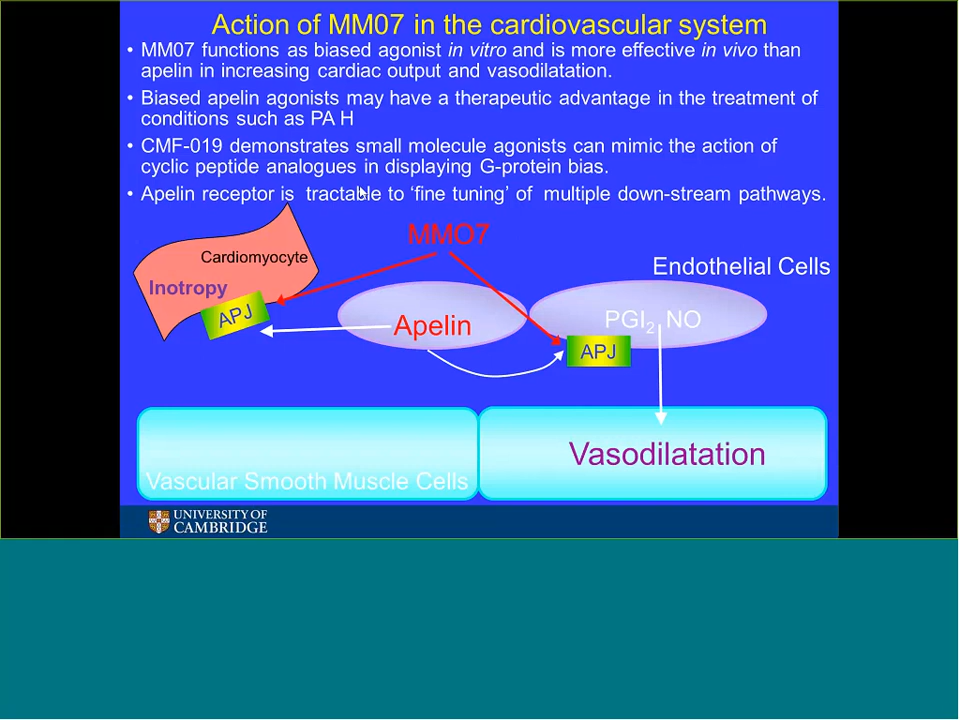 Action of MM07 in the cardiovascular system
• MM07 functions as biased agonist in vitro and is more effective in vivo than
apelin in increasing cardiac output and vasodilatation.
• Biased apelin agonists may have a therapeutic advantage in the treatment of
conditions such as PA H
• CMF-019 demonstrates small molecule agonists can mimic the action of
cyclic peptide analogues in displaying G-protein bias.
• Apelin receptor is tractable to ‘fine tuning’ of multiple down-stream pathways.
MMO7
Cardiomyocyte
Endothelial Cells
Inotropy
APJ
Apelin
PGI2 NO
APJ
Vasodilatation
Vascular Smooth Muscle Cells
UNIVERSITY OF
CAMBRIDGE